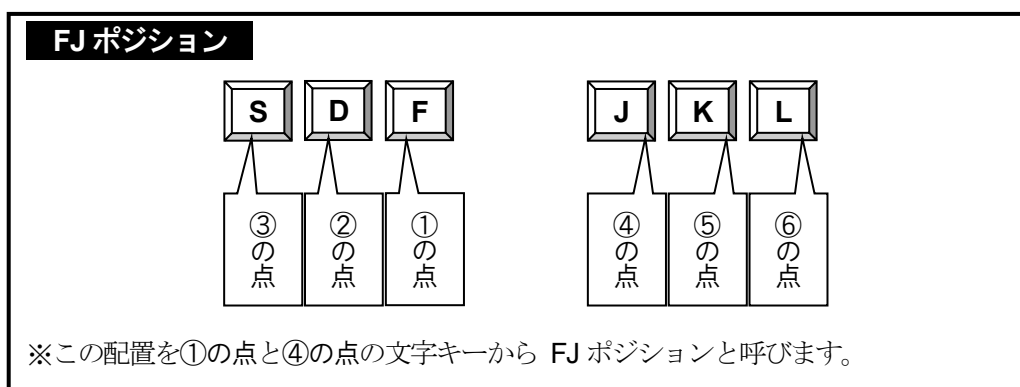 FJ ポジション
S D F J K L
③の点 ②の点 ①の点 ④の点 ⑤の点 ⑥の点
※この配置を①の点と④の点の文字キーから FJ ポジションと呼びます。